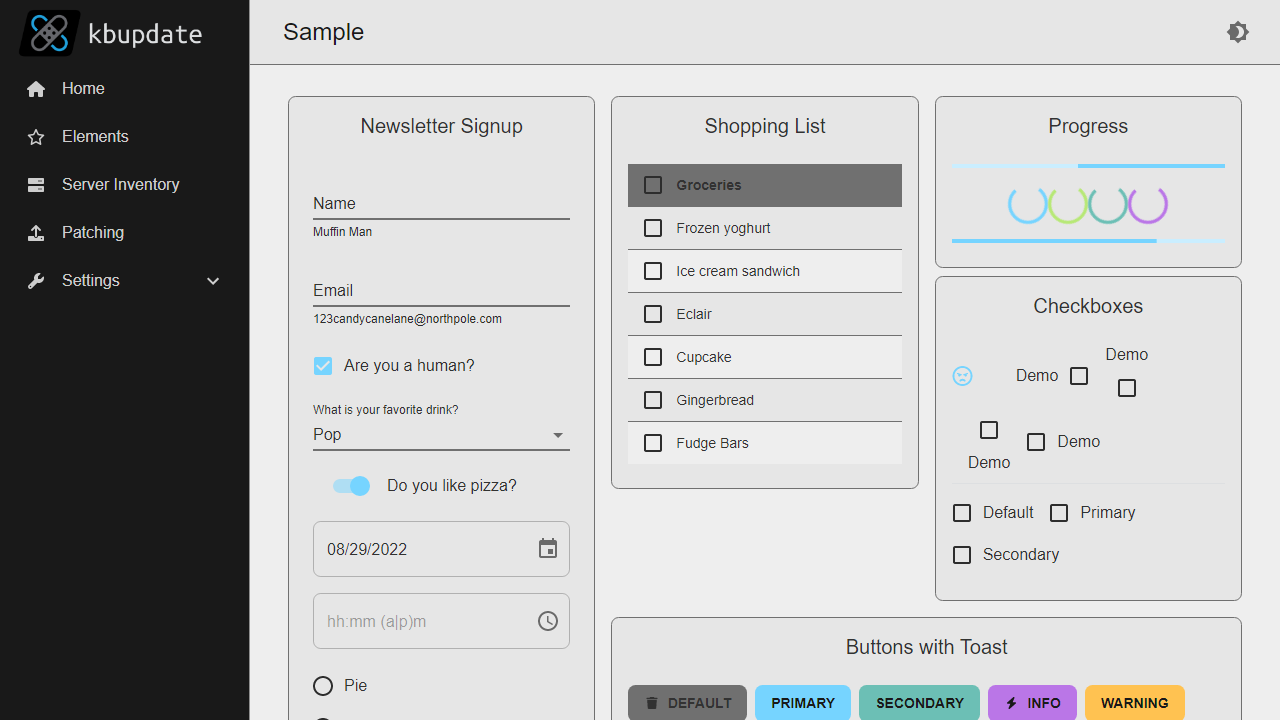 kbupdate
Home
Elements
Server Inventory
Patching
Settings
Sample
Newsletter Signup
Name
Muffin Man
Email
123candycanelane@northpole.com
Are you a human?
What is your favorite drink?
Pop
Do you like pizza?
08/29/2022
hh:mm (a|p)m
Pie
Shopping List
Groceries
Frozen yoghurt
Ice cream sandwich
Eclair
Cupcake
Gingerbread
Fudge Bars
Progress
Checkboxes
Demo
Demo
Demo
Demo
Default
Primary
Secondary
Buttons with Toast
DEFAULT
PRIMARY
SECONDARY
INFO
WARNING